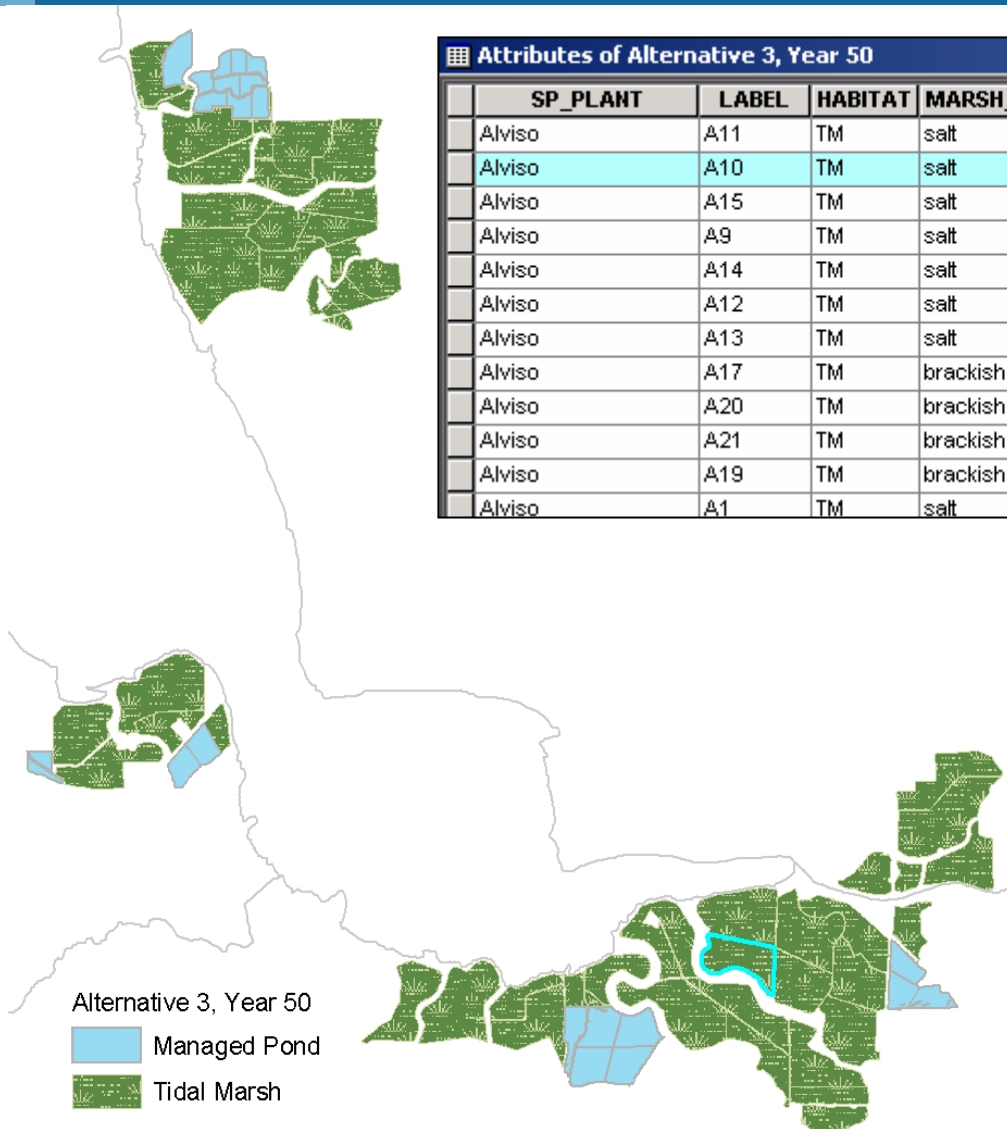 Attributes of Alternative 3, Year 50
SP_PLANT LABEL HABITAT MARSH_
Alviso A11 TM salt
Alviso A10 TM salt
Alviso A15 TM salt
Alviso A9 TM salt
Alviso A14 TM salt
Alviso A12 TM salt
Alviso A13 TM salt
Alviso A17 TM brackish
Alviso A20 TM brackish
Alviso A21 TM brackish
Alviso A19 TM brackish
Alviso A1 TM salt
Alternative 3, Year 50
Managed Pond
Tidal Marsh